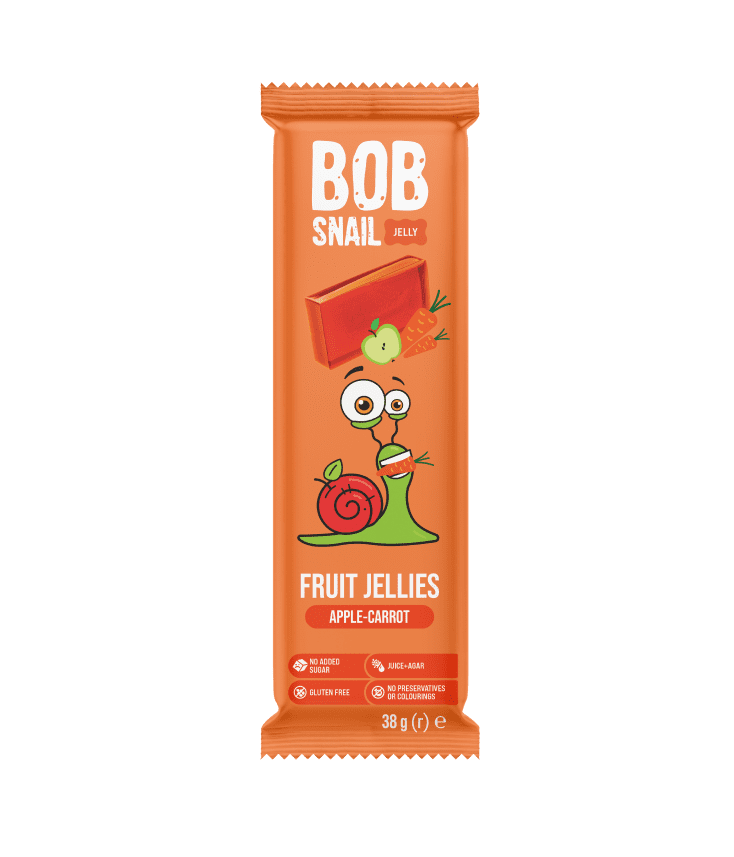 BOB
SNAIL
JELLY
FRUIT JELLIES
APPLE-CARROT
NO ADDED
SUGAR
JUICE+AGAR
GLUTEN FREE
NO PRESERVATIVES
OR COLOURINGS
38 g (г) ℮